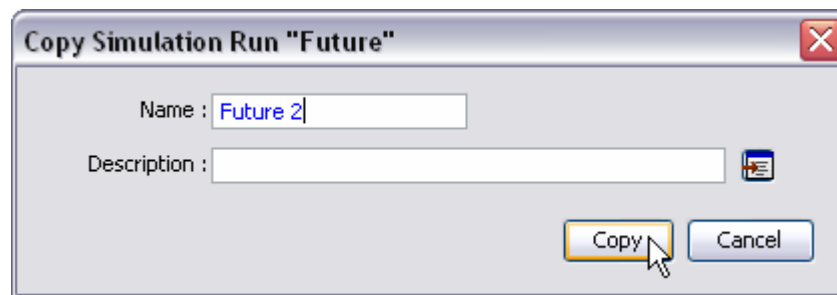 Copy Simulation Run "Future"
Name : Future 2
Description :
Copy Cancel